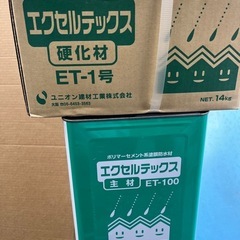 エクセルテックス
硬化材
ET-1号
ユニオン建材工業株式会社
NET. 14kg
ポリマーセメント系塗膜防水材
エクセルテックス
主材 ET-100